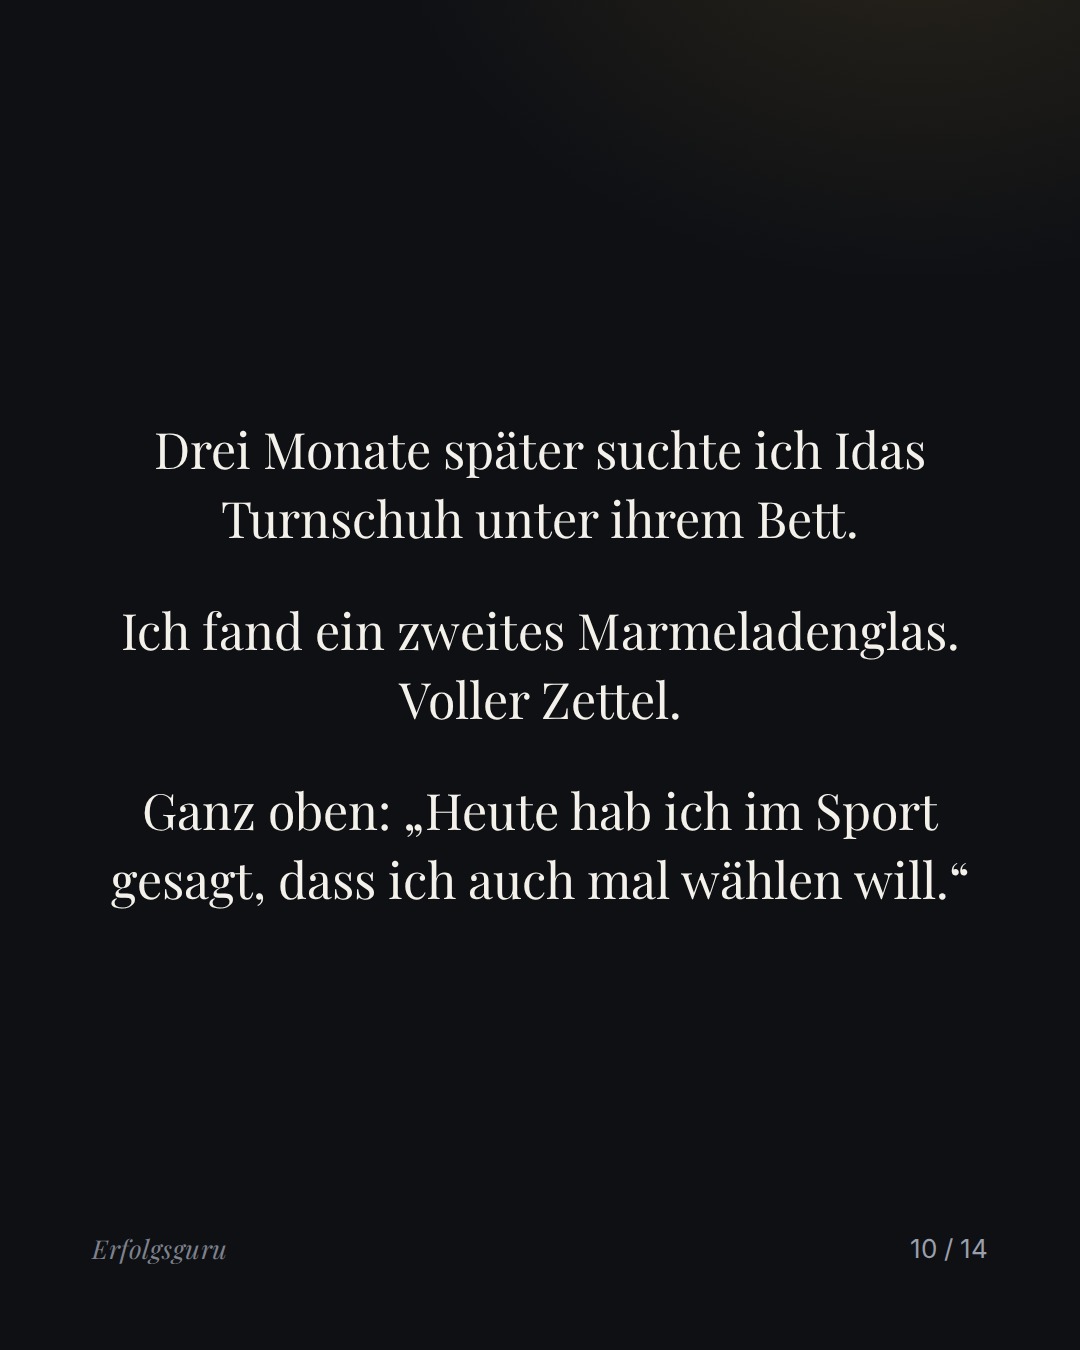 Drei Monate später suchte ich Idas
Turnschuh unter ihrem Bett.
Ich fand ein zweites Marmeladenglas.
Voller Zettel.
Ganz oben: „Heute hab ich im Sport
gesagt, dass ich auch mal wählen will.“
Erfolgsguru
10 / 14